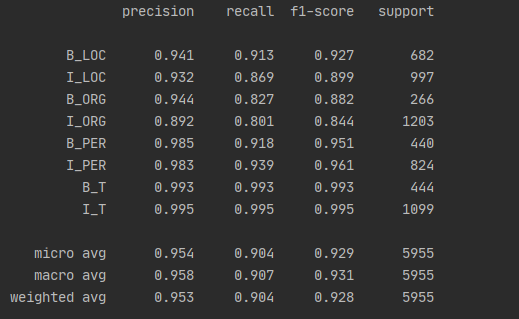 precision recall f1-score support
B_LOC 0.941 0.913 0.927 682
I_LOC 0.932 0.869 0.899 997
B_ORG 0.944 0.827 0.882 266
I_ORG 0.892 0.801 0.844 1203
B_PER 0.985 0.918 0.951 440
I_PER 0.983 0.939 0.961 824
B_T 0.993 0.993 0.993 444
I_T 0.995 0.995 0.995 1099
micro avg 0.954 0.904 0.929 5955
macro avg 0.958 0.907 0.931 5955
weighted avg 0.953 0.904 0.928 5955